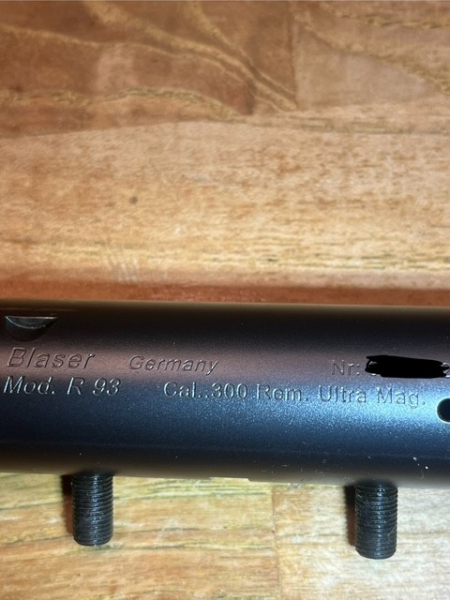 Blaser Germany Nr:
Mod. R 93 Cal.:300 Rem. Ultra Mag.